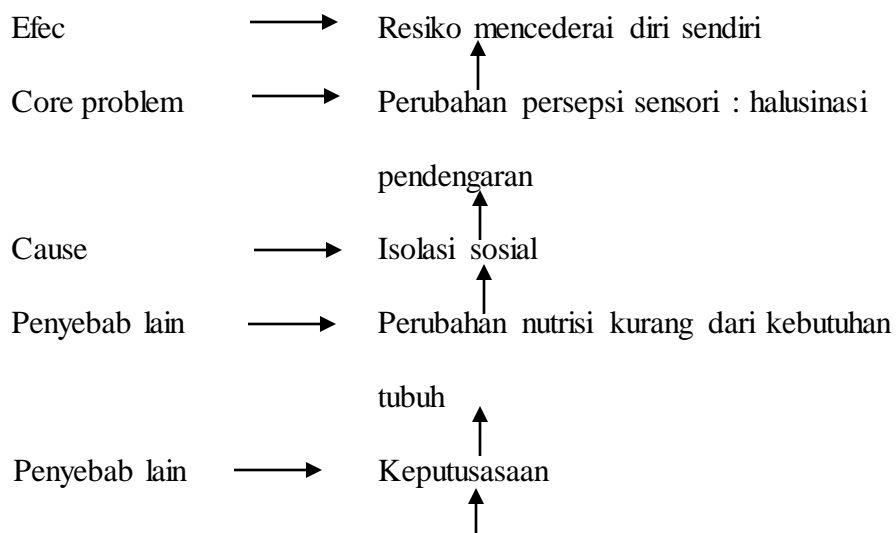 Efec Resiko mencederai diri sendiri
Core problem Perubahan persepsi sensori : halusinasi
pendengaran
Cause Isolasi sosial
Penyebab lain Perubahan nutrisi kurang dari kebutuhan
tubuh
Penyebab lain Keputusasaan